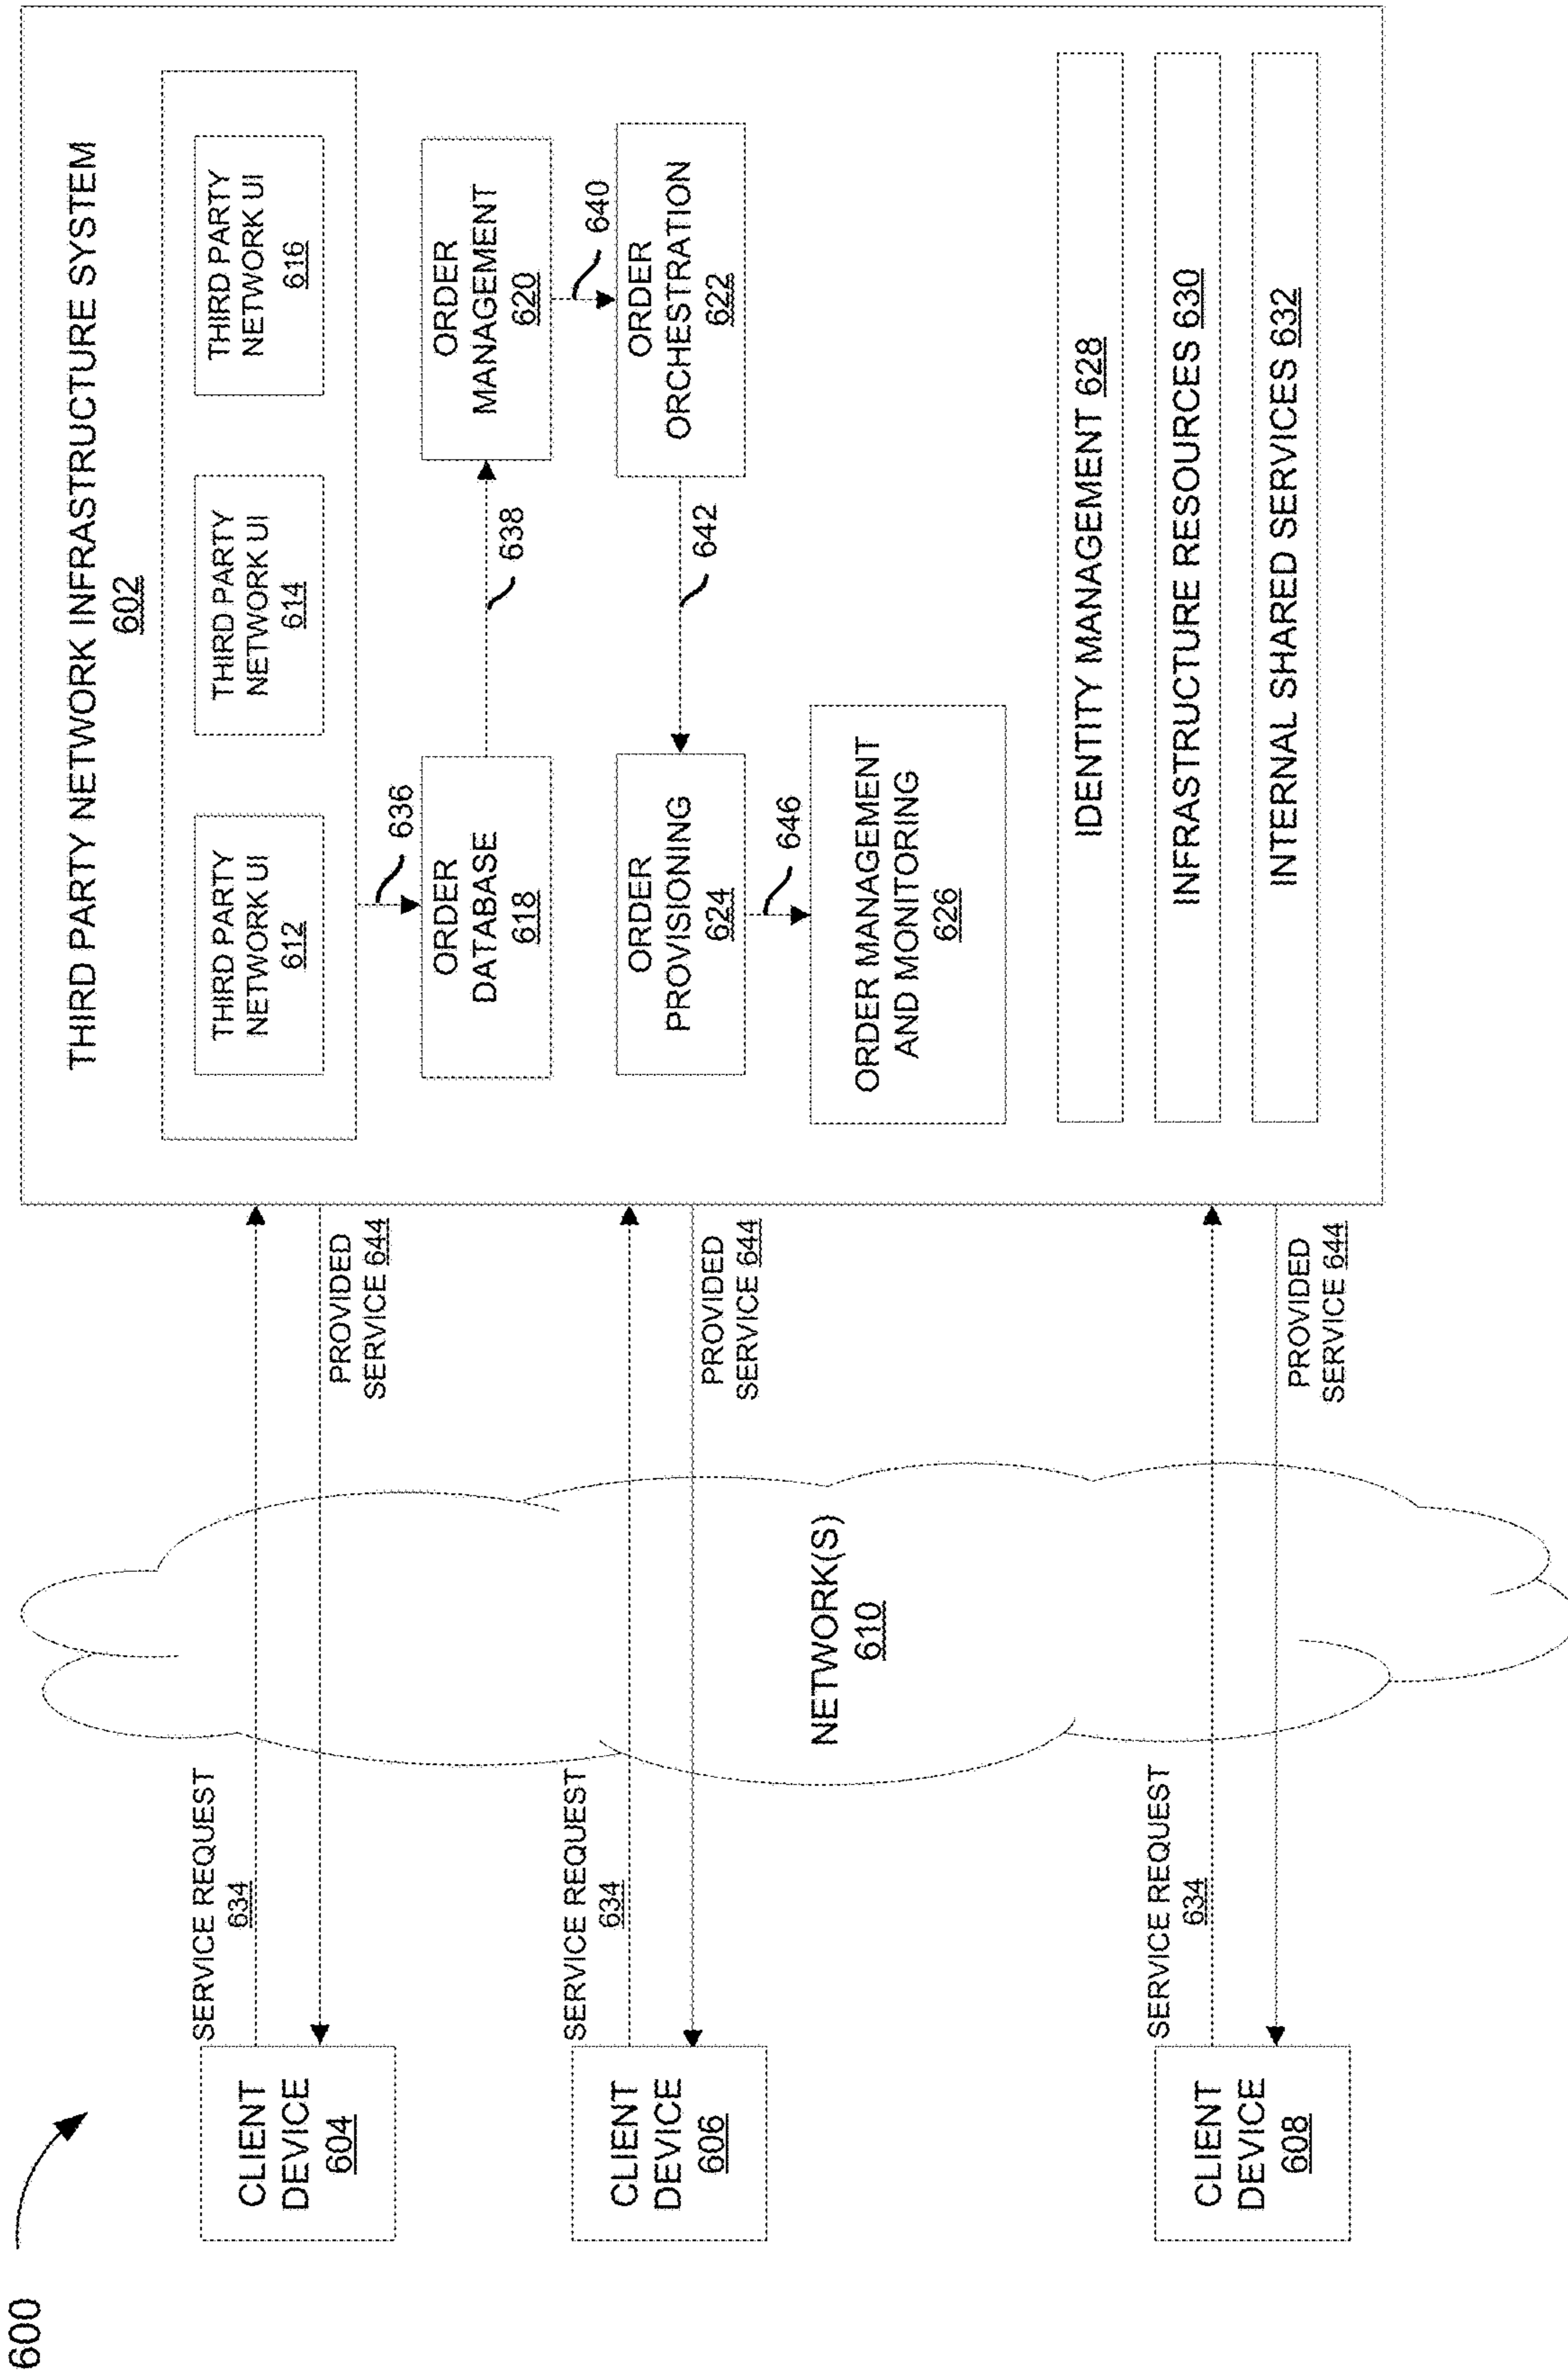 600
CLIENT
DEVICE
604
CLIENT
DEVICE
606
CLIENT
DEVICE
608
SERVICE REQUEST
634
SERVICE REQUEST
634
SERVICE REQUEST
634
NETWORK(S)
610
PROVIDED
SERVICE 644
PROVIDED
SERVICE 644
PROVIDED
SERVICE 644
THIRD PARTY NETWORK INFRASTRUCTURE SYSTEM
602
THIRD PARTY
NETWORK UI
612
THIRD PARTY
NETWORK UI
614
THIRD PARTY
NETWORK UI
616
636
ORDER
DATABASE
618
638
ORDER
MANAGEMENT
620
640
ORDER
PROVISIONING
624
642
ORDER
ORCHESTRATION
622
646
ORDER MANAGEMENT
AND MONITORING
626
IDENTITY MANAGEMENT 628
INFRASTRUCTURE RESOURCES 630
INTERNAL SHARED SERVICES 632